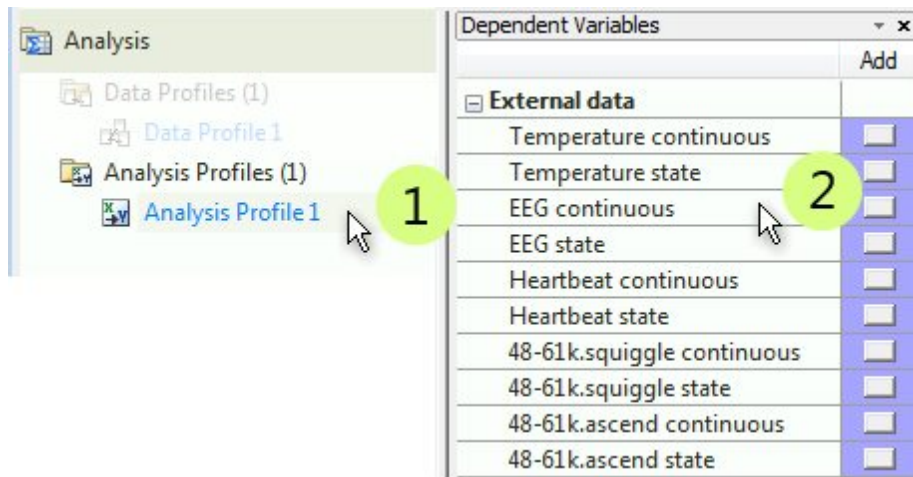 Analysis
Data Profiles (1)
Data Profile 1
Analysis Profiles (1)
Analysis Profile 1
1
Dependent Variables
Add
External data
Temperature continuous
Temperature state
EEG continuous
2
EEG state
Heartbeat continuous
Heartbeat state
48-61k.squiggle continuous
48-61k.squiggle state
48-61k.ascend continuous
48-61k.ascend state